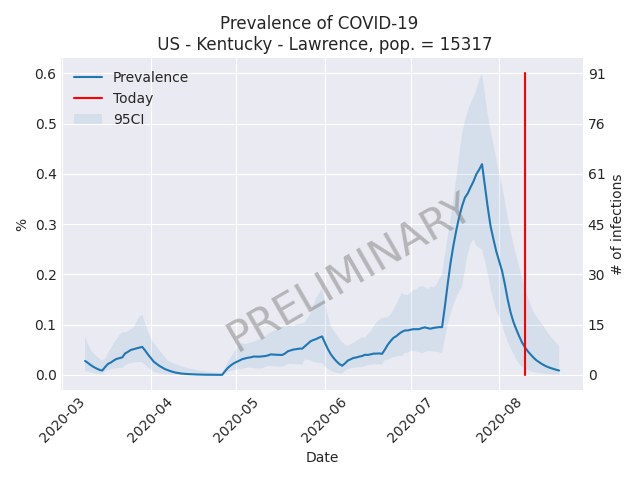 Prevalence of COVID-19
US - Kentucky - Lawrence, pop. = 15317
Prevalence
Today
95CI
PRELIMINARY
%
0.6
0.5
0.4
0.3
0.2
0.1
0.0
91
76
61
45
30
15
0
# of infections
2020-03
2020-04
2020-05
2020-06
2020-07
2020-08
Date